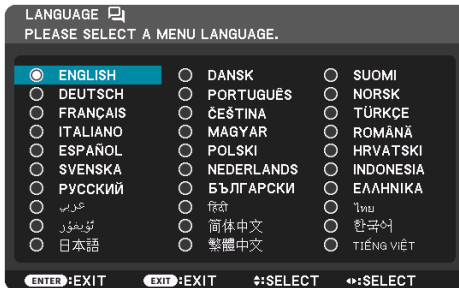 LANGUAGE
PLEASE SELECT A MENU LANGUAGE.
ENGLISH DANSK SUOMI
DEUTSCH PORTUGUÊS NORSK
FRANÇAIS ČEŠTINA TÜRKÇE
ITALIANO MAGYAR ROMÂNĂ
ESPAÑOL POLSKI HRVATSKI
SVENSKA NEDERLANDS INDONESIA
РУССКИЙ БЪЛГАРСКИ ΕΛΛΗΝΙΚΑ
عربي हिंदी ไทย
ئۇيغۇر 简体中文 한국어
日本語 繁體中文 TIẾNG VIỆT
ENTER:EXIT EXIT:EXIT :SELECT :SELECT